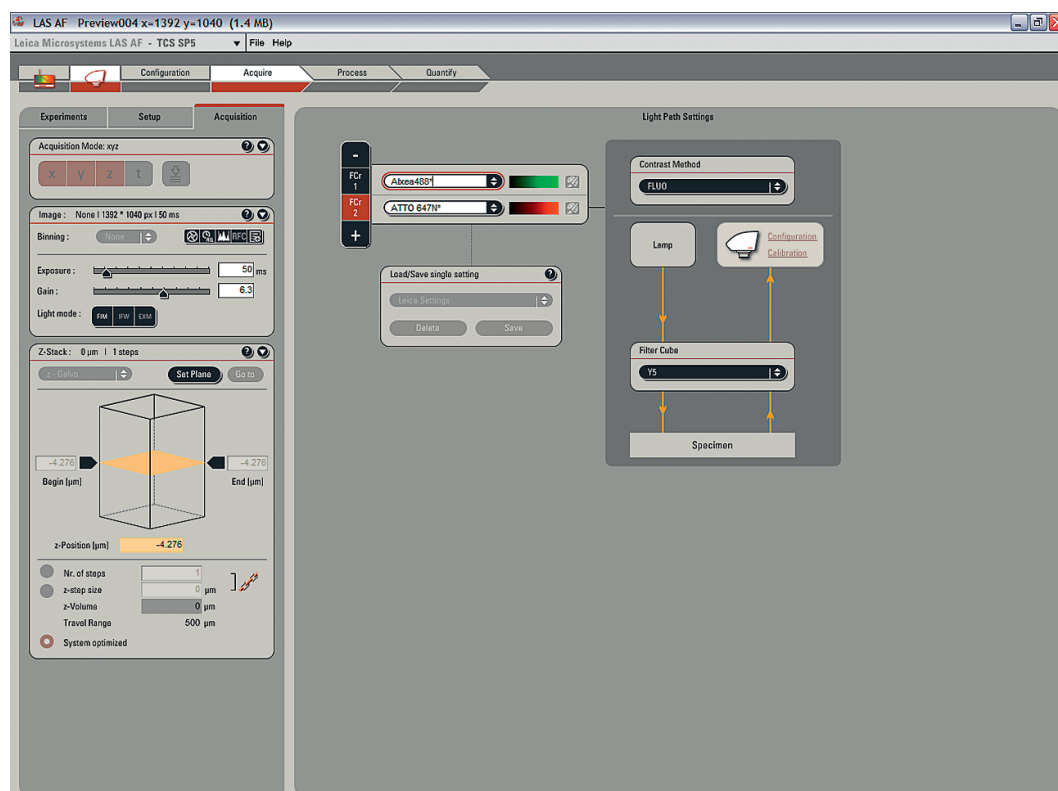 LAS AF Preview004 x=1392 y=1040 (1.4 MB)
Leica Microsystems LAS AF - TCS SP5 File Help
Configuration Acquire Process Quantify
Experiments Setup Acquisition
Acquisition Mode: xyz
x y z t
Image : None | 1392 * 1040 px | 50 ms
Binning : None
RFC
Exposure : 50 ms
Gain : 6.3
Light mode : FIM IFW EXM
Z-Stack : 0 µm | 1 steps
z - Galvo Set Plane Go to
-4.276 -4.276
Begin [µm] End [µm]
z-Position [µm] -4.276
Nr. of steps 1
z-step size 0 µm
z-Volume 0 µm
Travel Range 500 µm
System optimized
Light Path Settings
-
FCr 1
Alxea488*
FCr 2
ATTO 647N*
+
Load/Save single setting
Leica Settings
Delete Save
Contrast Method
FLUO
Lamp
Configuration
Calibration
Filter Cube
Y5
Specimen